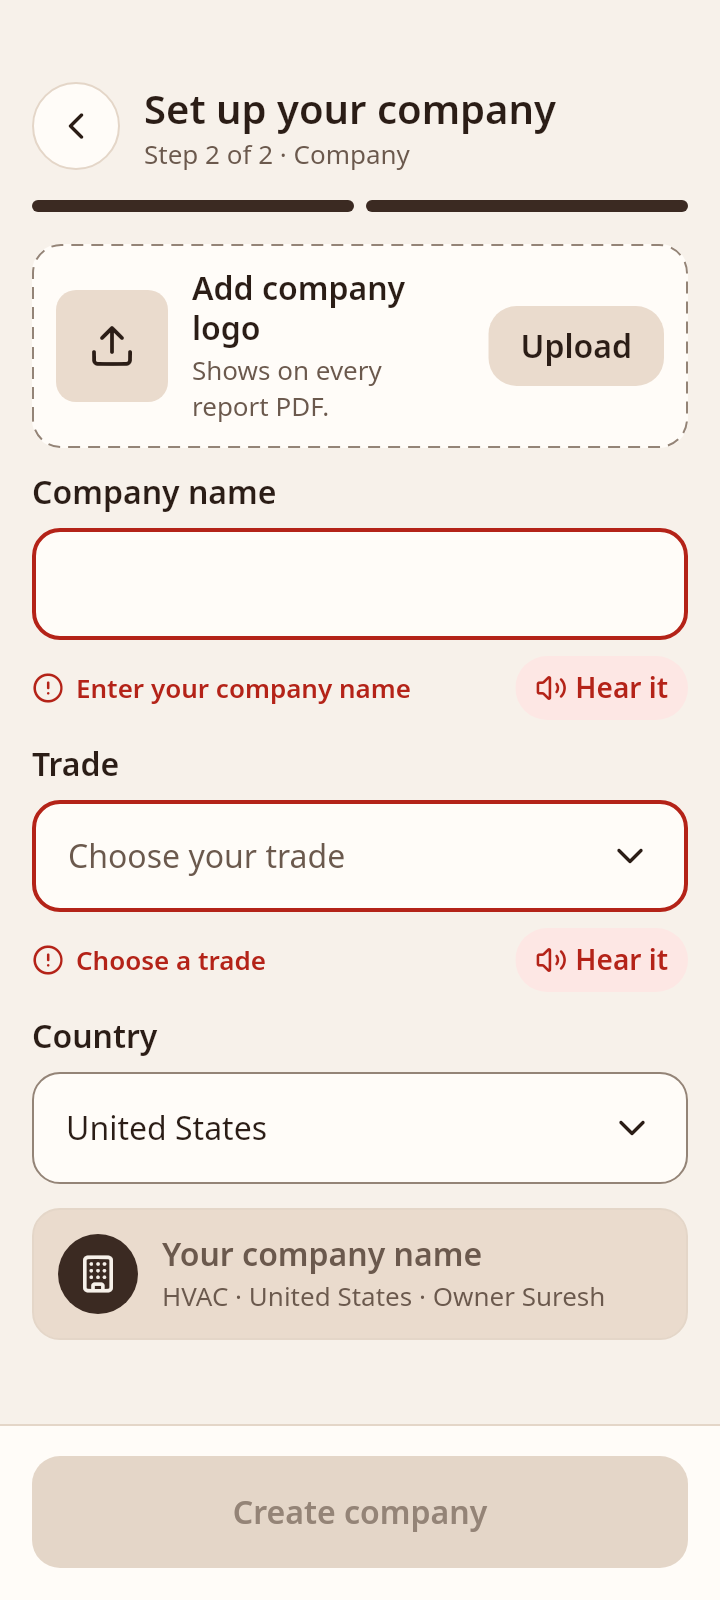 Set up your company
Step 2 of 2 · Company
Add company
logo
Shows on every
report PDF.
Upload
Company name
Enter your company name
Hear it
Trade
Choose your trade
Choose a trade
Hear it
Country
United States
Your company name
HVAC · United States · Owner Suresh
Create company